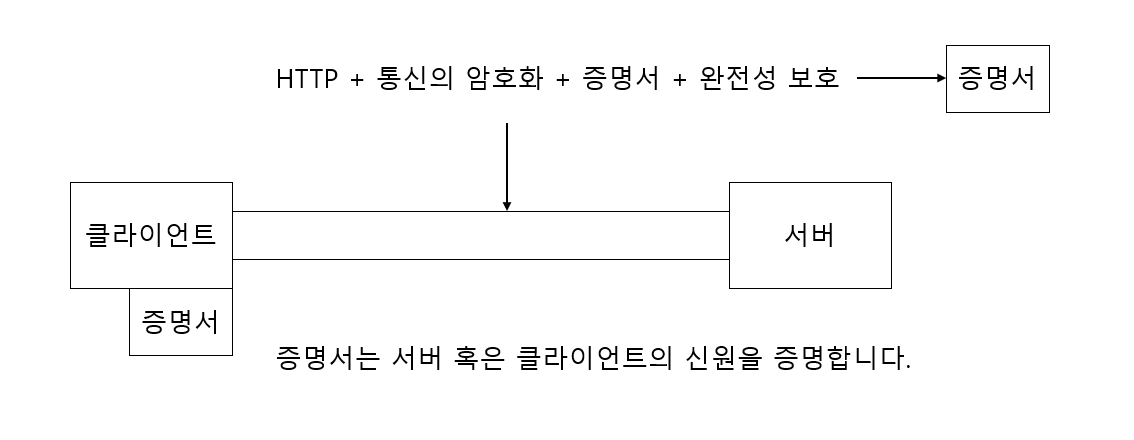 HTTP + 통신의 암호화 + 증명서 + 완전성 보호
증명서
클라이언트
서버
증명서
증명서는 서버 혹은 클라이언트의 신원을 증명합니다.